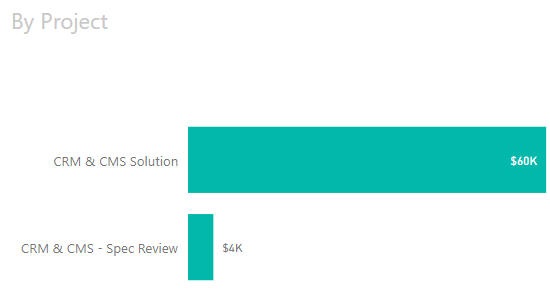 By Project
CRM & CMS Solution
$60K
CRM & CMS - Spec Review
$4K